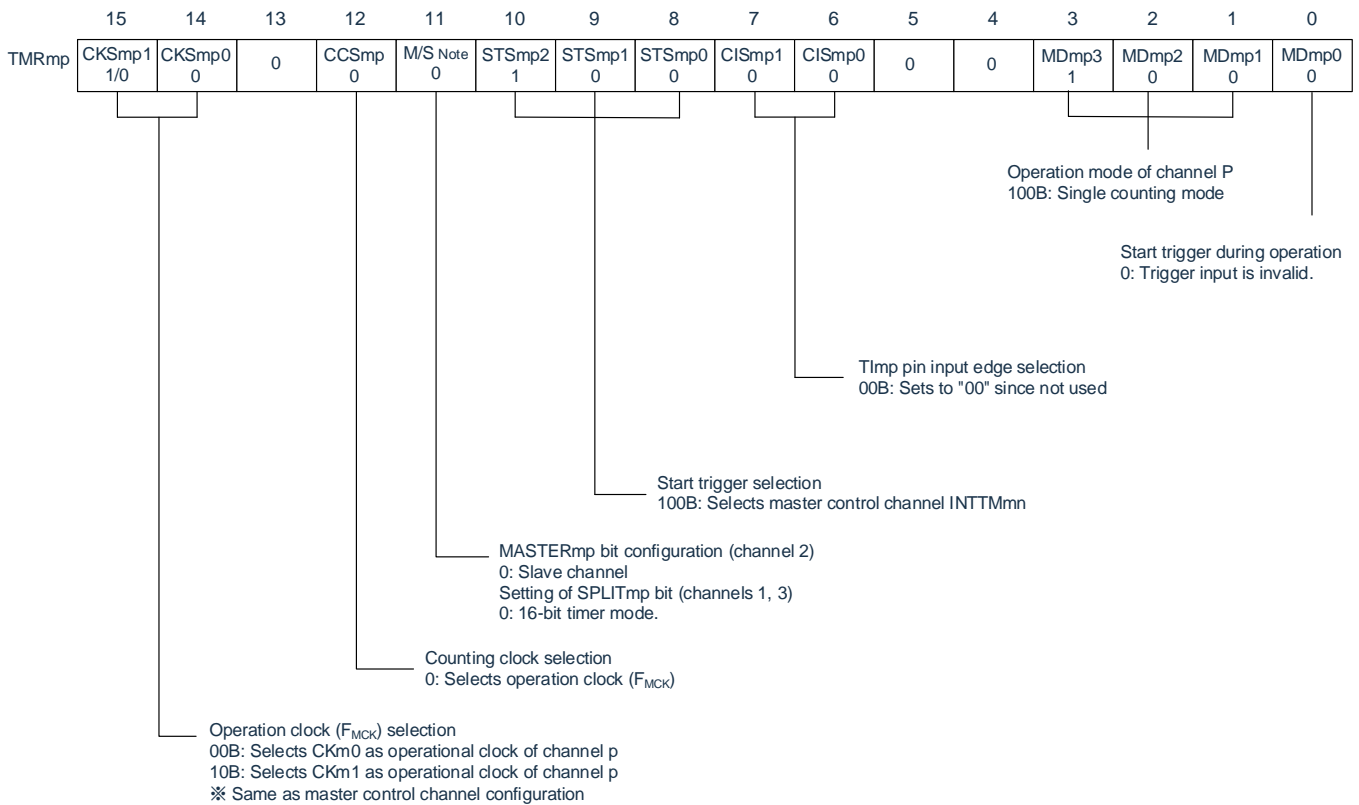 15 14 13 12 11 10 9 8 7 6 5 4 3 2 1 0
TMRmp CKSmp1 CKSmp0 0 CCSmp M/S Note STSmp2 STSmp1 STSmp0 CISmp1 CISmp0 0 0 MDmp3 MDmp2 MDmp1 MDmp0
1/0 0 0 0 1 0 0 0 0 1 0 0 0
Operation mode of channel P
100B: Single counting mode
Start trigger during operation
0: Trigger input is invalid.
TImp pin input edge selection
00B: Sets to "00" since not used
Start trigger selection
100B: Selects master control channel INTTMmn
MASTERmp bit configuration (channel 2)
0: Slave channel
Setting of SPLITmp bit (channels 1, 3)
0: 16-bit timer mode.
Counting clock selection
0: Selects operation clock (FMCK)
Operation clock (FMCK) selection
00B: Selects CKm0 as operational clock of channel p
10B: Selects CKm1 as operational clock of channel p
※ Same as master control channel configuration